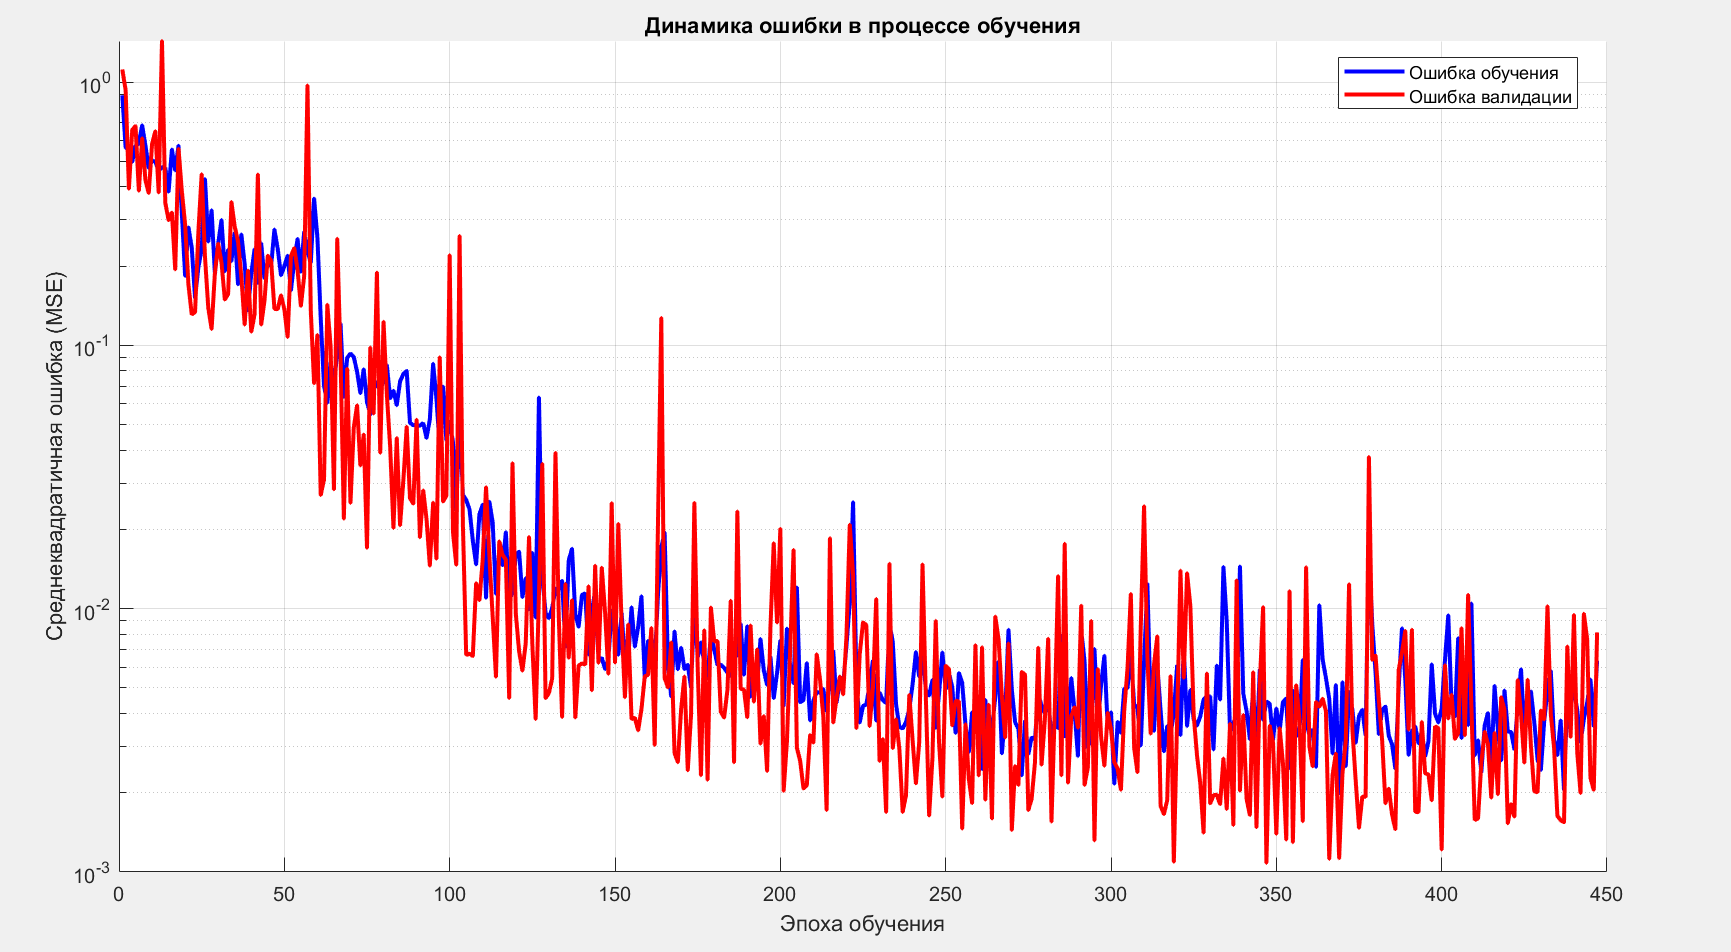 Динамика ошибки в процессе обучения
Ошибка обучения
Ошибка валидации
Среднеквадратичная ошибка (MSE)
10^0
10^-1
10^-2
10^-3
0 50 100 150 200 250 300 350 400 450
Эпоха обучения